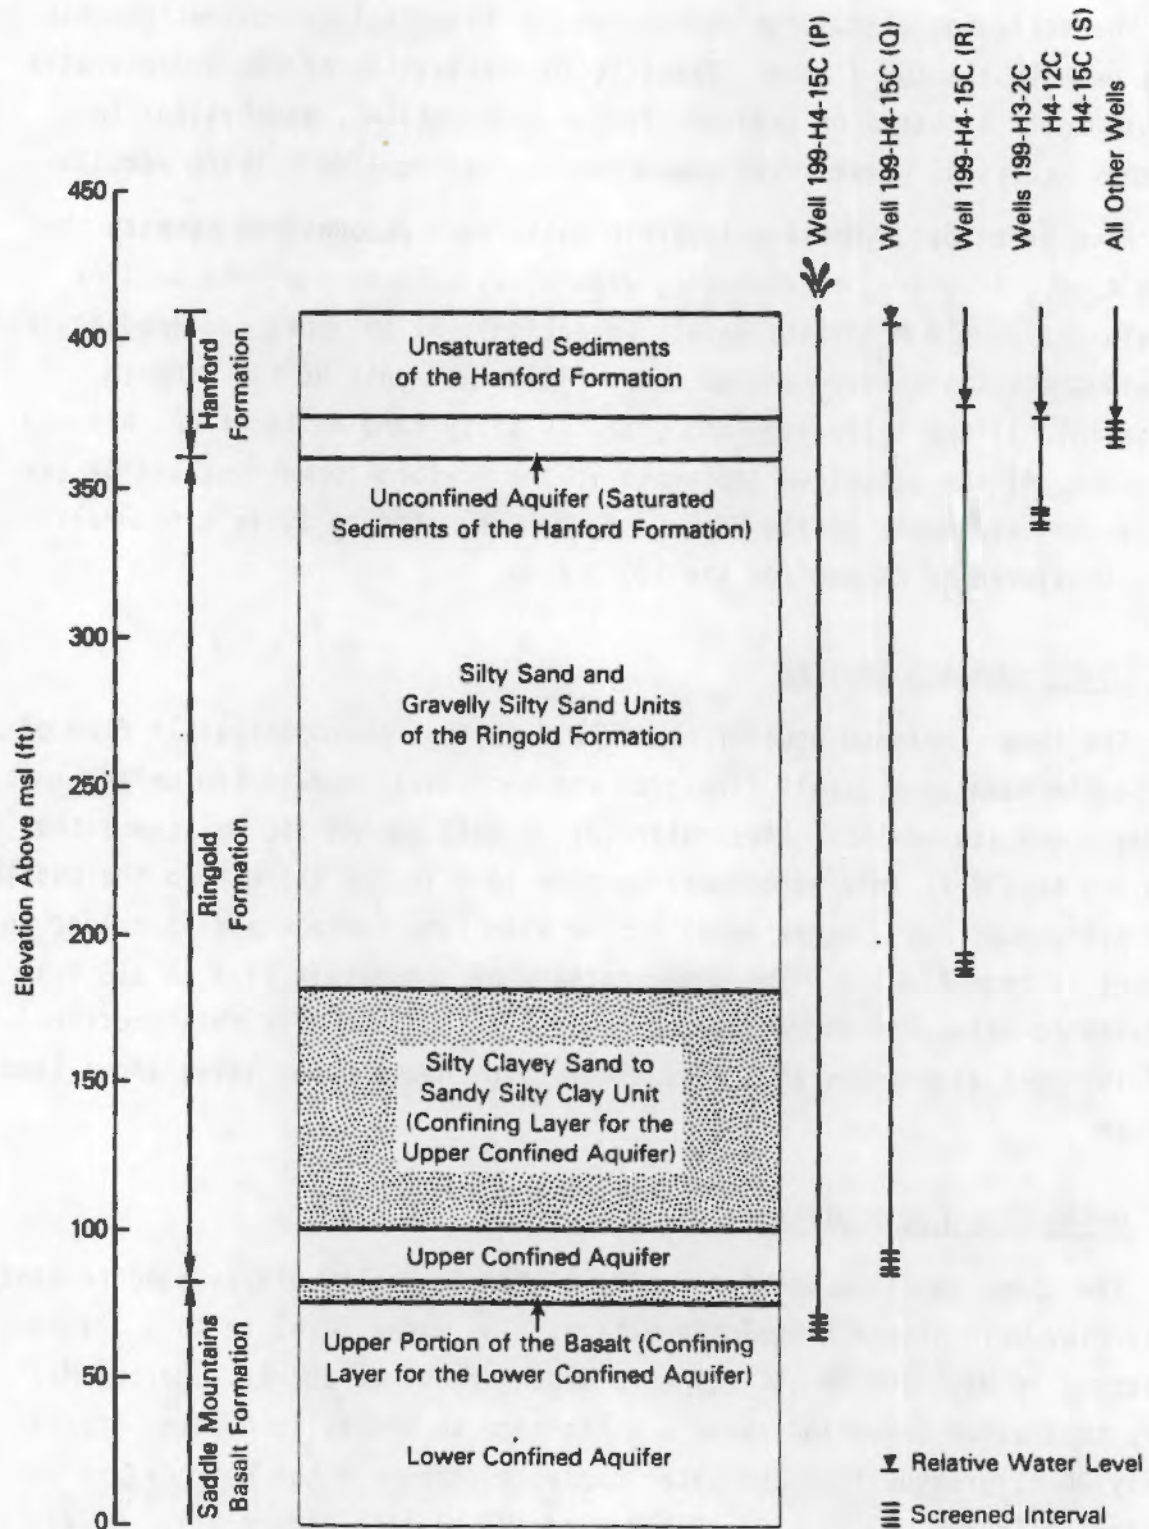 Well 199-H4-15C (P)
Well 199-H4-15C (Q)
Well 199-H4-15C (R)
Wells 199-H3-2C
H4-12C
H4-15C (S)
All Other Wells
Elevation Above msl (ft)
450
400
350
300
250
200
150
100
50
0
Hanford
Formation
Ringold
Formation
Saddle Mountains
Basalt Formation
Unsaturated Sediments
of the Hanford Formation
Unconfined Aquifer (Saturated
Sediments of the Hanford Formation)
Silty Sand and
Gravelly Silty Sand Units
of the Ringold Formation
Silty Clayey Sand to
Sandy Silty Clay Unit
(Confining Layer for the
Upper Confined Aquifer)
Upper Confined Aquifer
Upper Portion of the Basalt (Confining
Layer for the Lower Confined Aquifer)
Lower Confined Aquifer
Relative Water Level
Screened Interval